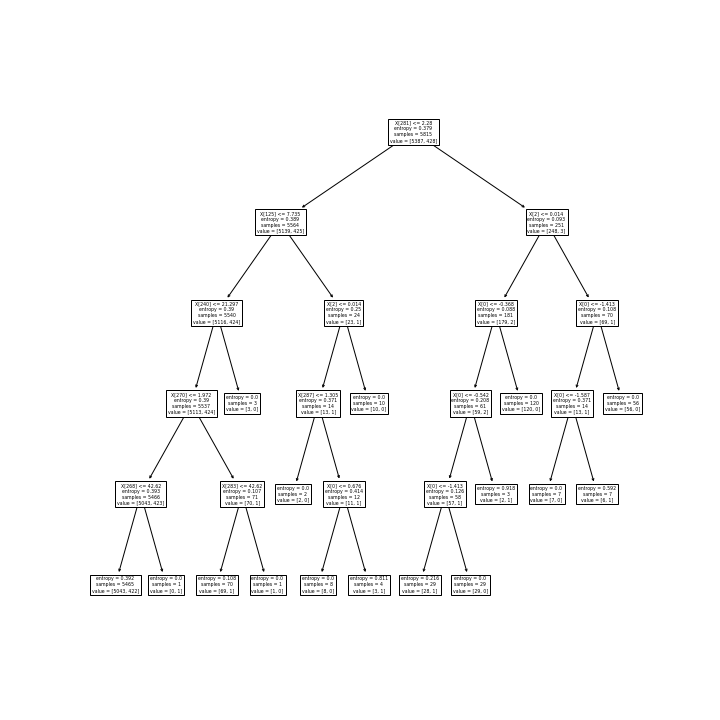 X[281] <= 2.28
entropy = 0.379
samples = 5815
value = [5387, 428]
X[125] <= 7.735
entropy = 0.389
samples = 5564
value = [5139, 425]
X[2] <= 0.014
entropy = 0.093
samples = 251
value = [248, 3]
X[240] <= 21.297
entropy = 0.39
samples = 5540
value = [5116, 424]
X[2] <= 0.014
entropy = 0.25
samples = 24
value = [23, 1]
X[0] <= -0.368
entropy = 0.088
samples = 181
value = [179, 2]
X[0] <= -1.413
entropy = 0.108
samples = 70
value = [69, 1]
X[270] <= 1.972
entropy = 0.39
samples = 5537
value = [5113, 424]
entropy = 0.0
samples = 3
value = [3, 0]
X[287] <= 1.305
entropy = 0.371
samples = 14
value = [13, 1]
entropy = 0.0
samples = 10
value = [10, 0]
X[0] <= -0.542
entropy = 0.208
samples = 61
value = [59, 2]
entropy = 0.0
samples = 120
value = [120, 0]
X[0] <= -1.587
entropy = 0.371
samples = 14
value = [13, 1]
entropy = 0.0
samples = 56
value = [56, 0]
X[268] <= 42.62
entropy = 0.393
samples = 5466
value = [5043, 423]
X[283] <= 42.62
entropy = 0.107
samples = 71
value = [70, 1]
entropy = 0.0
samples = 2
value = [2, 0]
X[0] <= 0.676
entropy = 0.414
samples = 12
value = [11, 1]
X[0] <= -1.413
entropy = 0.126
samples = 58
value = [57, 1]
entropy = 0.918
samples = 3
value = [2, 1]
entropy = 0.0
samples = 7
value = [7, 0]
entropy = 0.592
samples = 7
value = [6, 1]
entropy = 0.392
samples = 5465
value = [5043, 422]
entropy = 0.0
samples = 1
value = [0, 1]
entropy = 0.108
samples = 70
value = [69, 1]
entropy = 0.0
samples = 1
value = [1, 0]
entropy = 0.0
samples = 8
value = [8, 0]
entropy = 0.811
samples = 4
value = [3, 1]
entropy = 0.216
samples = 29
value = [28, 1]
entropy = 0.0
samples = 29
value = [29, 0]